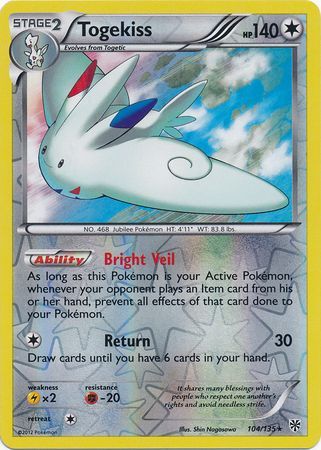 STAGE2 Togekiss HP140
Evolves from Togetic
NO. 468 Jubilee Pokémon HT: 4'11" WT: 83.8 lbs.
Ability Bright Veil
As long as this Pokémon is your Active Pokémon,
whenever your opponent plays an Item card from his
or her hand, prevent all effects of that card done to
your Pokémon.
Return 30
Draw cards until you have 6 cards in your hand.
weakness resistance
×2 -20
retreat
It shares many blessings with
people who respect one another's
rights and avoid needless strife.
©2012 Pokémon Illus. Shin Nagasawa 104/135★